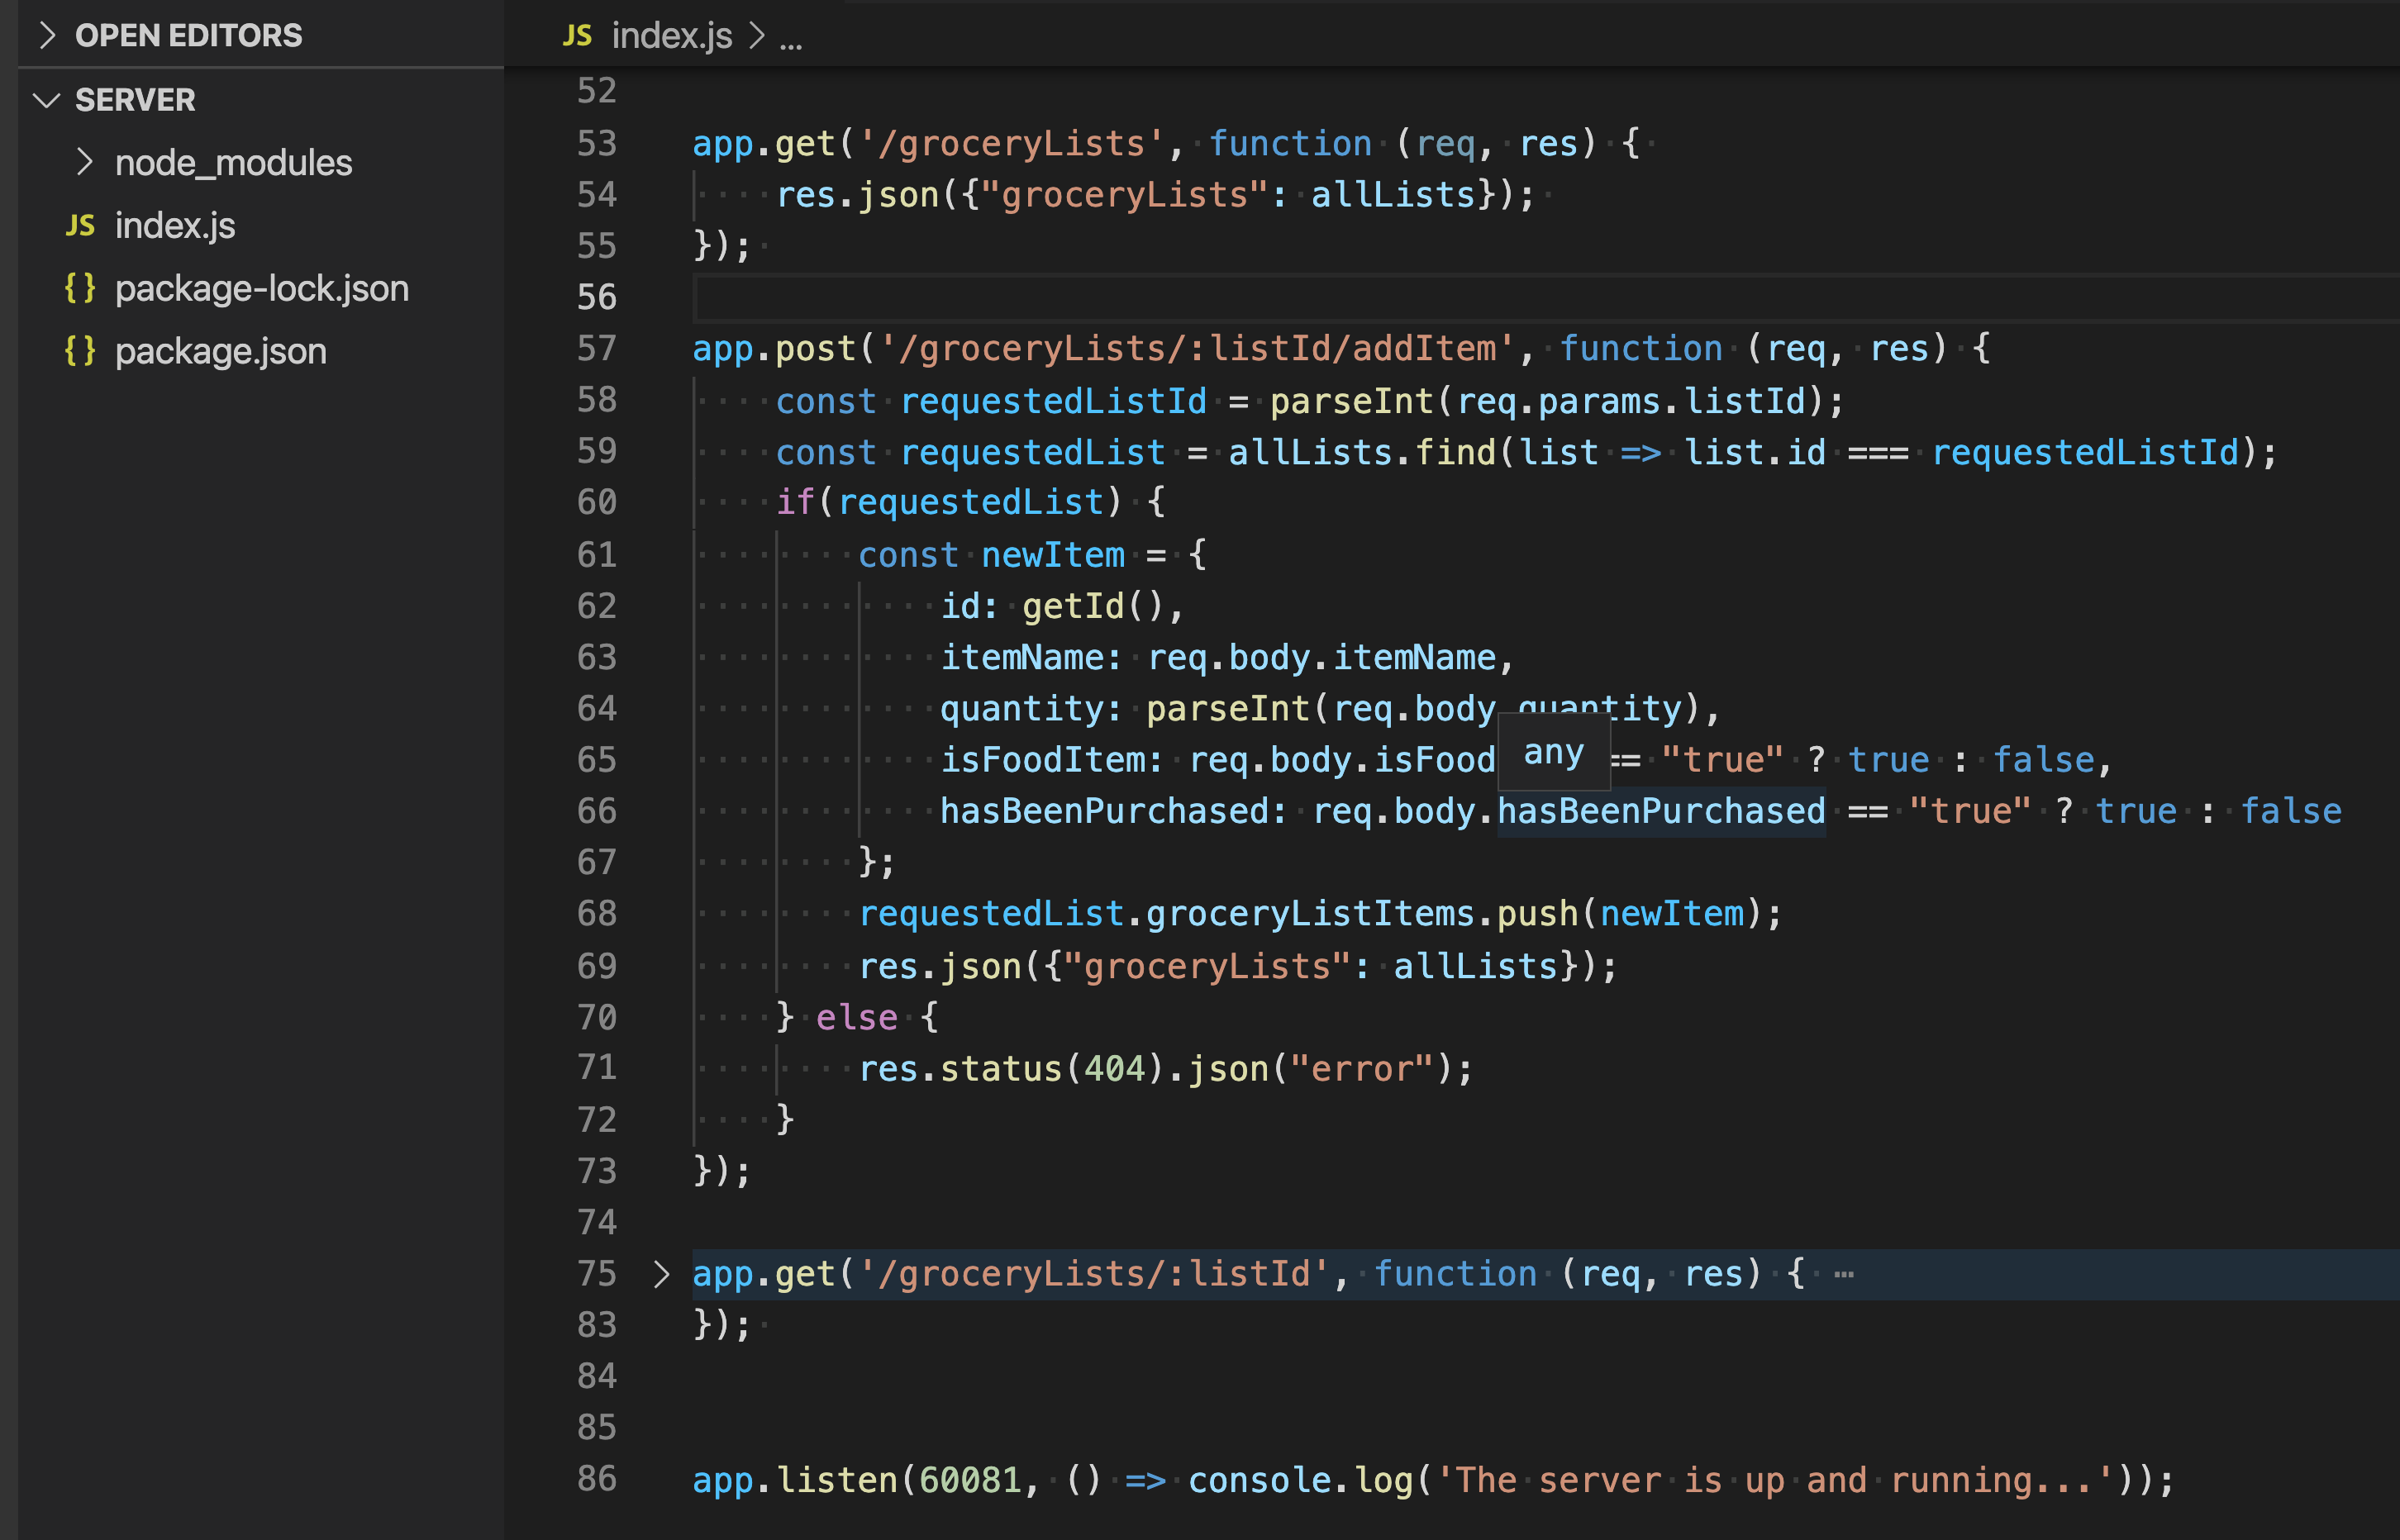 OPEN EDITORS
SERVER
node_modules
JS index.js
{} package-lock.json
{} package.json
JS index.js > ...
52
53 app.get('/groceryLists', function (req, res) {
54     res.json({"groceryLists": allLists});
55 });
56
57 app.post('/groceryLists/:listId/addItem', function (req, res) {
58     const requestedListId = parseInt(req.params.listId);
59     const requestedList = allLists.find(list => list.id === requestedListId);
60     if(requestedList) {
61         const newItem = {
62             id: getId(),
63             itemName: req.body.itemName,
64             quantity: parseInt(req.body.quantity),
65             isFoodItem: req.body.isFood any == "true" ? true : false,
66             hasBeenPurchased: req.body.hasBeenPurchased == "true" ? true : false
67         };
68         requestedList.groceryListItems.push(newItem);
69         res.json({"groceryLists": allLists});
70     } else {
71         res.status(404).json("error");
72     }
73 });
74
75 app.get('/groceryLists/:listId', function (req, res) { ⋯
83 });
84
85
86 app.listen(60081, () => console.log('The server is up and running...'));